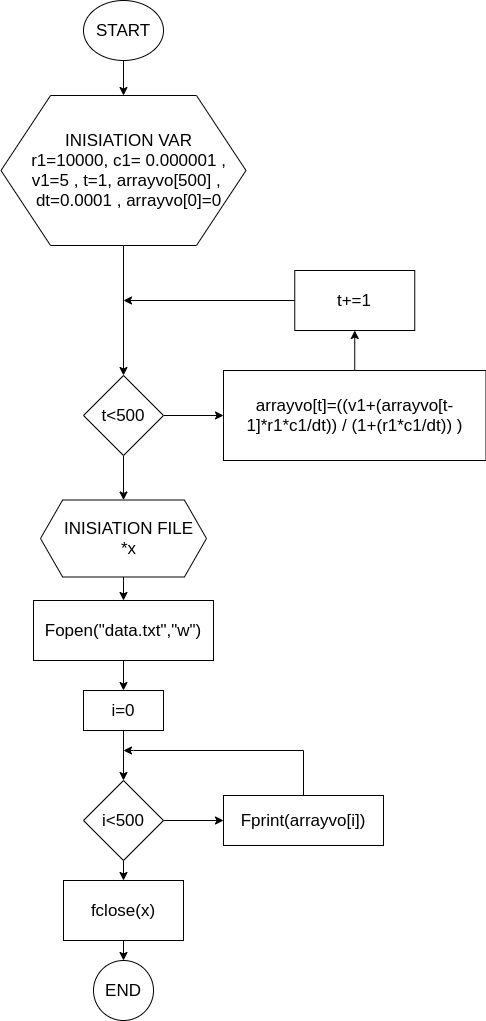 START
INISIATION VAR
r1=10000, c1= 0.000001 ,
v1=5 , t=1, arrayvo[500] ,
dt=0.0001 , arrayvo[0]=0
t+=1
t<500
arrayvo[t]=((v1+(arrayvo[t-
1]*r1*c1/dt)) / (1+(r1*c1/dt)) )
INISIATION FILE
*x
Fopen("data.txt","w")
i=0
i<500
Fprint(arrayvo[i])
fclose(x)
END